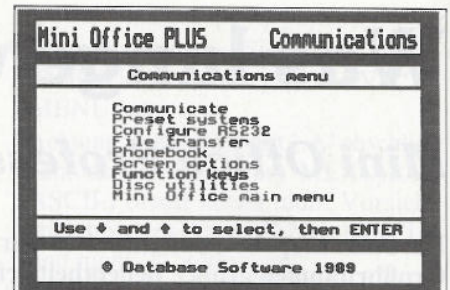 Mini Office PLUS Communications
Communications menu
Communicate
Preset systems
Configure RS232
File transfer
Phonebook
Screen options
Function keys
Disc utilities
Mini Office main menu
Use ↓ and ↑ to select, then ENTER
© Database Software 1989